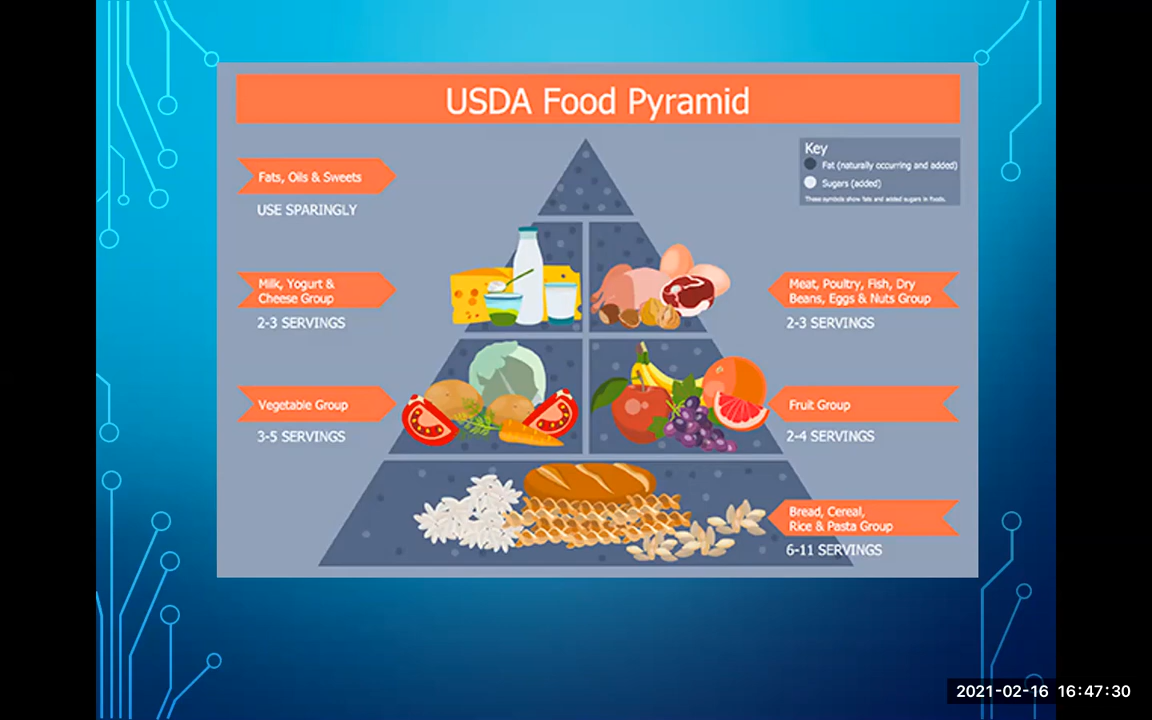 USDA Food Pyramid
Key
Fat (naturally occurring and added)
Sugars (added)
These symbols show fats and added sugars in foods.
Fats, Oils & Sweets
USE SPARINGLY
Milk, Yogurt &
Cheese Group
2-3 SERVINGS
Meat, Poultry, Fish, Dry
Beans, Eggs & Nuts Group
2-3 SERVINGS
Vegetable Group
3-5 SERVINGS
Fruit Group
2-4 SERVINGS
Bread, Cereal,
Rice & Pasta Group
6-11 SERVINGS
2021-02-16 16:47:30